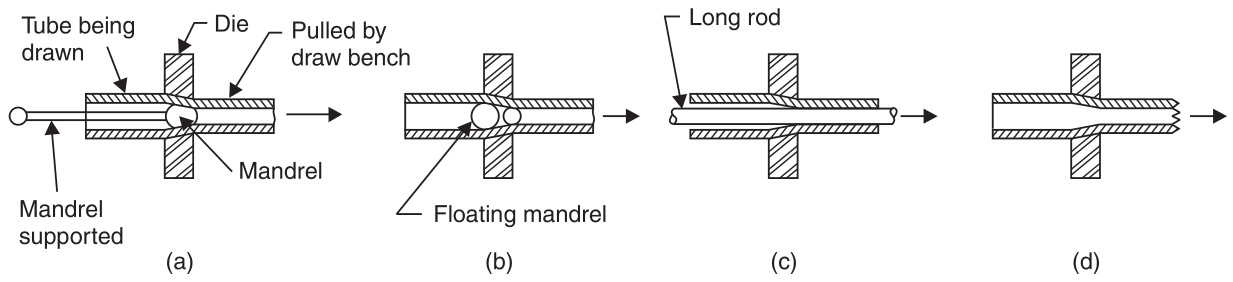 Tube being
drawn
Die
Pulled by
draw bench
Mandrel
Mandrel
supported
(a)
Floating mandrel
(b)
Long rod
(c)
(d)